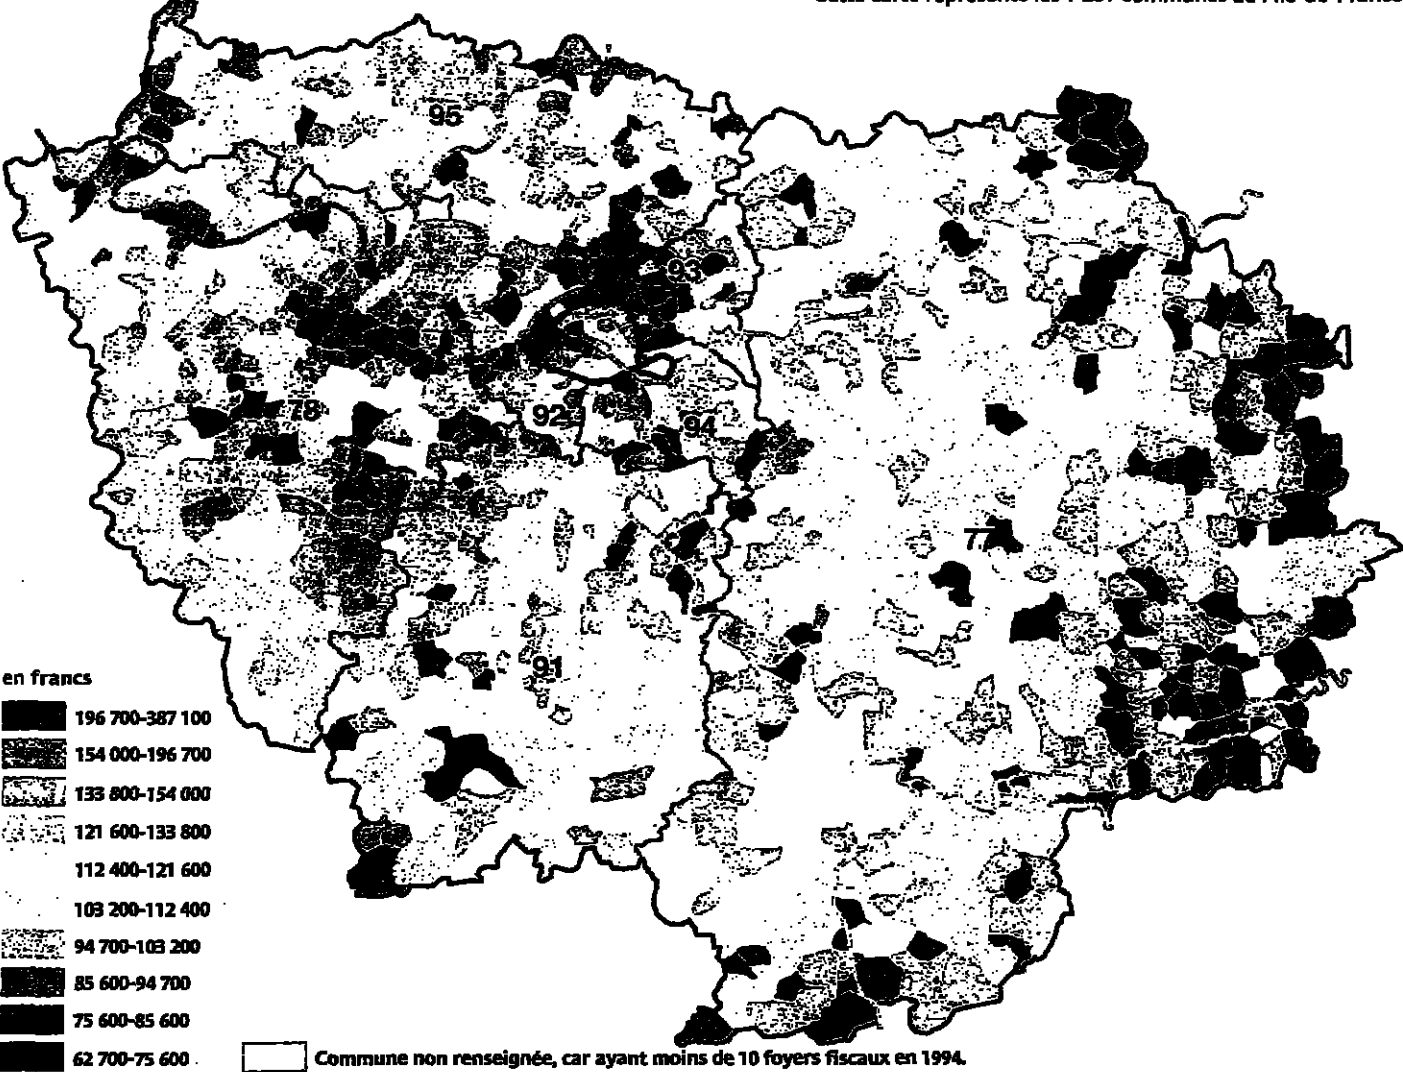 95
93
78
92
94
77
91
en francs
196 700-387 100
154 000-196 700
133 800-154 000
121 600-133 800
112 400-121 600
103 200-112 400
94 700-103 200
85 600-94 700
75 600-85 600
62 700-75 600
Commune non renseignée, car ayant moins de 10 foyers fiscaux en 1994.